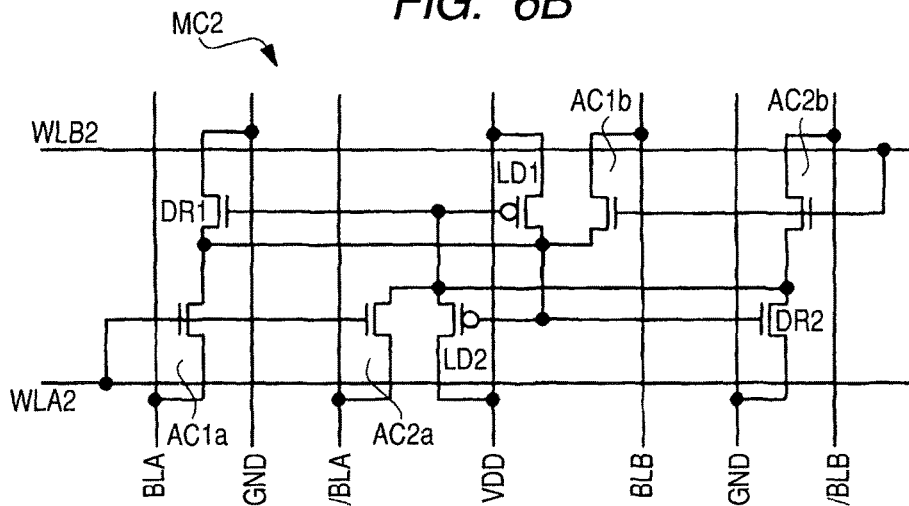 FIG. 6B
MC2
AC1b
AC2b
WLB2
LD1
DR1
DR2
LD2
WLA2
AC1a
AC2a
BLA
GND
/BLA
VDD
BLB
GND
/BLB